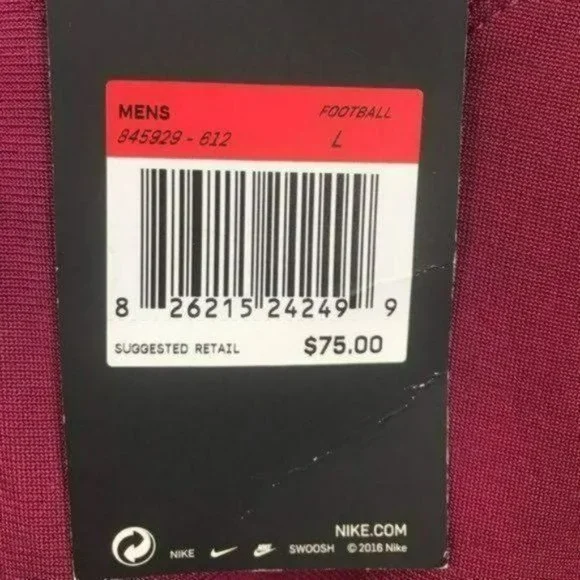 MENS FOOTBALL
845929 - 612 L
8 26215 24249 9
SUGGESTED RETAIL $75.00
NIKE.COM
NIKE SWOOSH © 2016 Nike